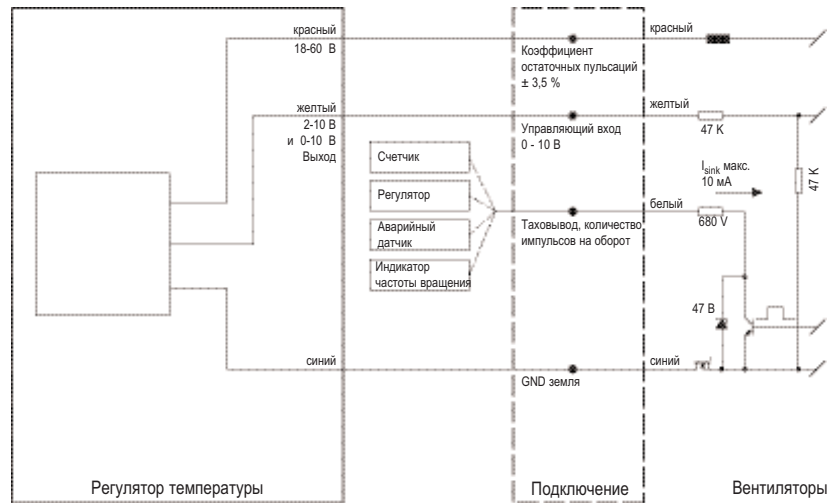 красный
18-60 В
желтый
2-10 В
и 0-10 В
Выход
синий
Регулятор температуры
Счетчик
Регулятор
Аварийный
датчик
Индикатор
частоты вращения
Коэффициент
остаточных пульсаций
± 3,5 %
Управляющий вход
0 - 10 В
Таховывод, количество
импульсов на оборот
GND земля
Подключение
красный
желтый
47 K
I sink макс.
10 мА
47 K
белый
680 V
47 В
синий
Вентиляторы